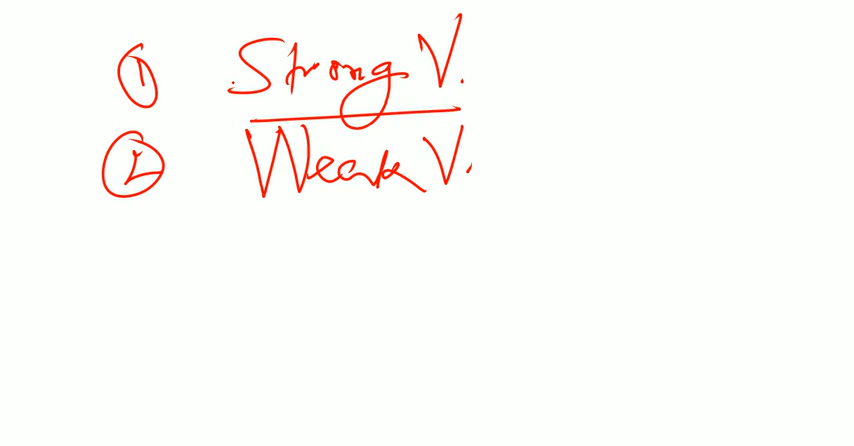 ① Strong V.
② Weak V.